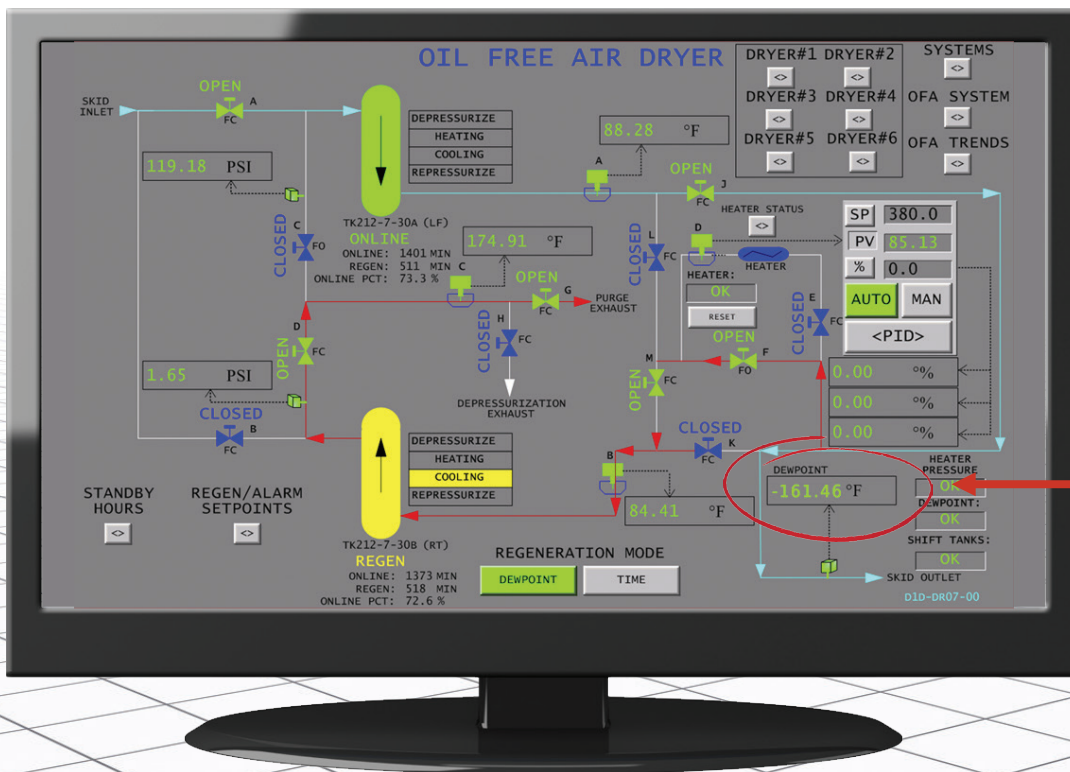 OIL FREE AIR DRYER
DRYER#1 DRYER#2
<>
<>
DRYER#3 DRYER#4
<>
<>
DRYER#5 DRYER#6
<>
<>
SYSTEMS
<>
OFA SYSTEM
<>
OFA TRENDS
<>
SKID
INLET
OPEN
A
FC
119.18 PSI
CLOSED
C
FO
DEPRESSURIZE
HEATING
COOLING
REPRESSURIZE
TK212-7-30A (LF)
ONLINE
ONLINE: 1401 MIN
REGEN: 511 MIN
ONLINE PCT: 73.3 %
88.28 °F
A
OPEN
J
FC
HEATER STATUS
<>
174.91 °F
C
OPEN
G
FC
PURGE
EXHAUST
CLOSED
L
FC
D
HEATER
HEATER:
OK
RESET
SP 380.0
PV 85.13
% 0.0
AUTO MAN
<PID>
CLOSED
E
FC
CLOSED
H
FC
DEPRESSURIZATION
EXHAUST
OPEN
D
FC
1.65 PSI
CLOSED
B
FC
OPEN
F
FO
M
OPEN
FC
0.00 °%
0.00 °%
0.00 °%
DEPRESSURIZE
HEATING
COOLING
REPRESSURIZE
CLOSED
K
FC
B
84.41 °F
DEWPOINT
-161.46 °F
HEATER
PRESSURE
OK
DEWPOINT:
OK
SHIFT TANKS:
OK
SKID OUTLET
STANDBY
HOURS
<>
REGEN/ALARM
SETPOINTS
<>
TK212-7-30B (RT)
REGEN
ONLINE: 1373 MIN
REGEN: 518 MIN
ONLINE PCT: 72.6 %
REGENERATION MODE
DEWPOINT TIME
D1D-DR07-00